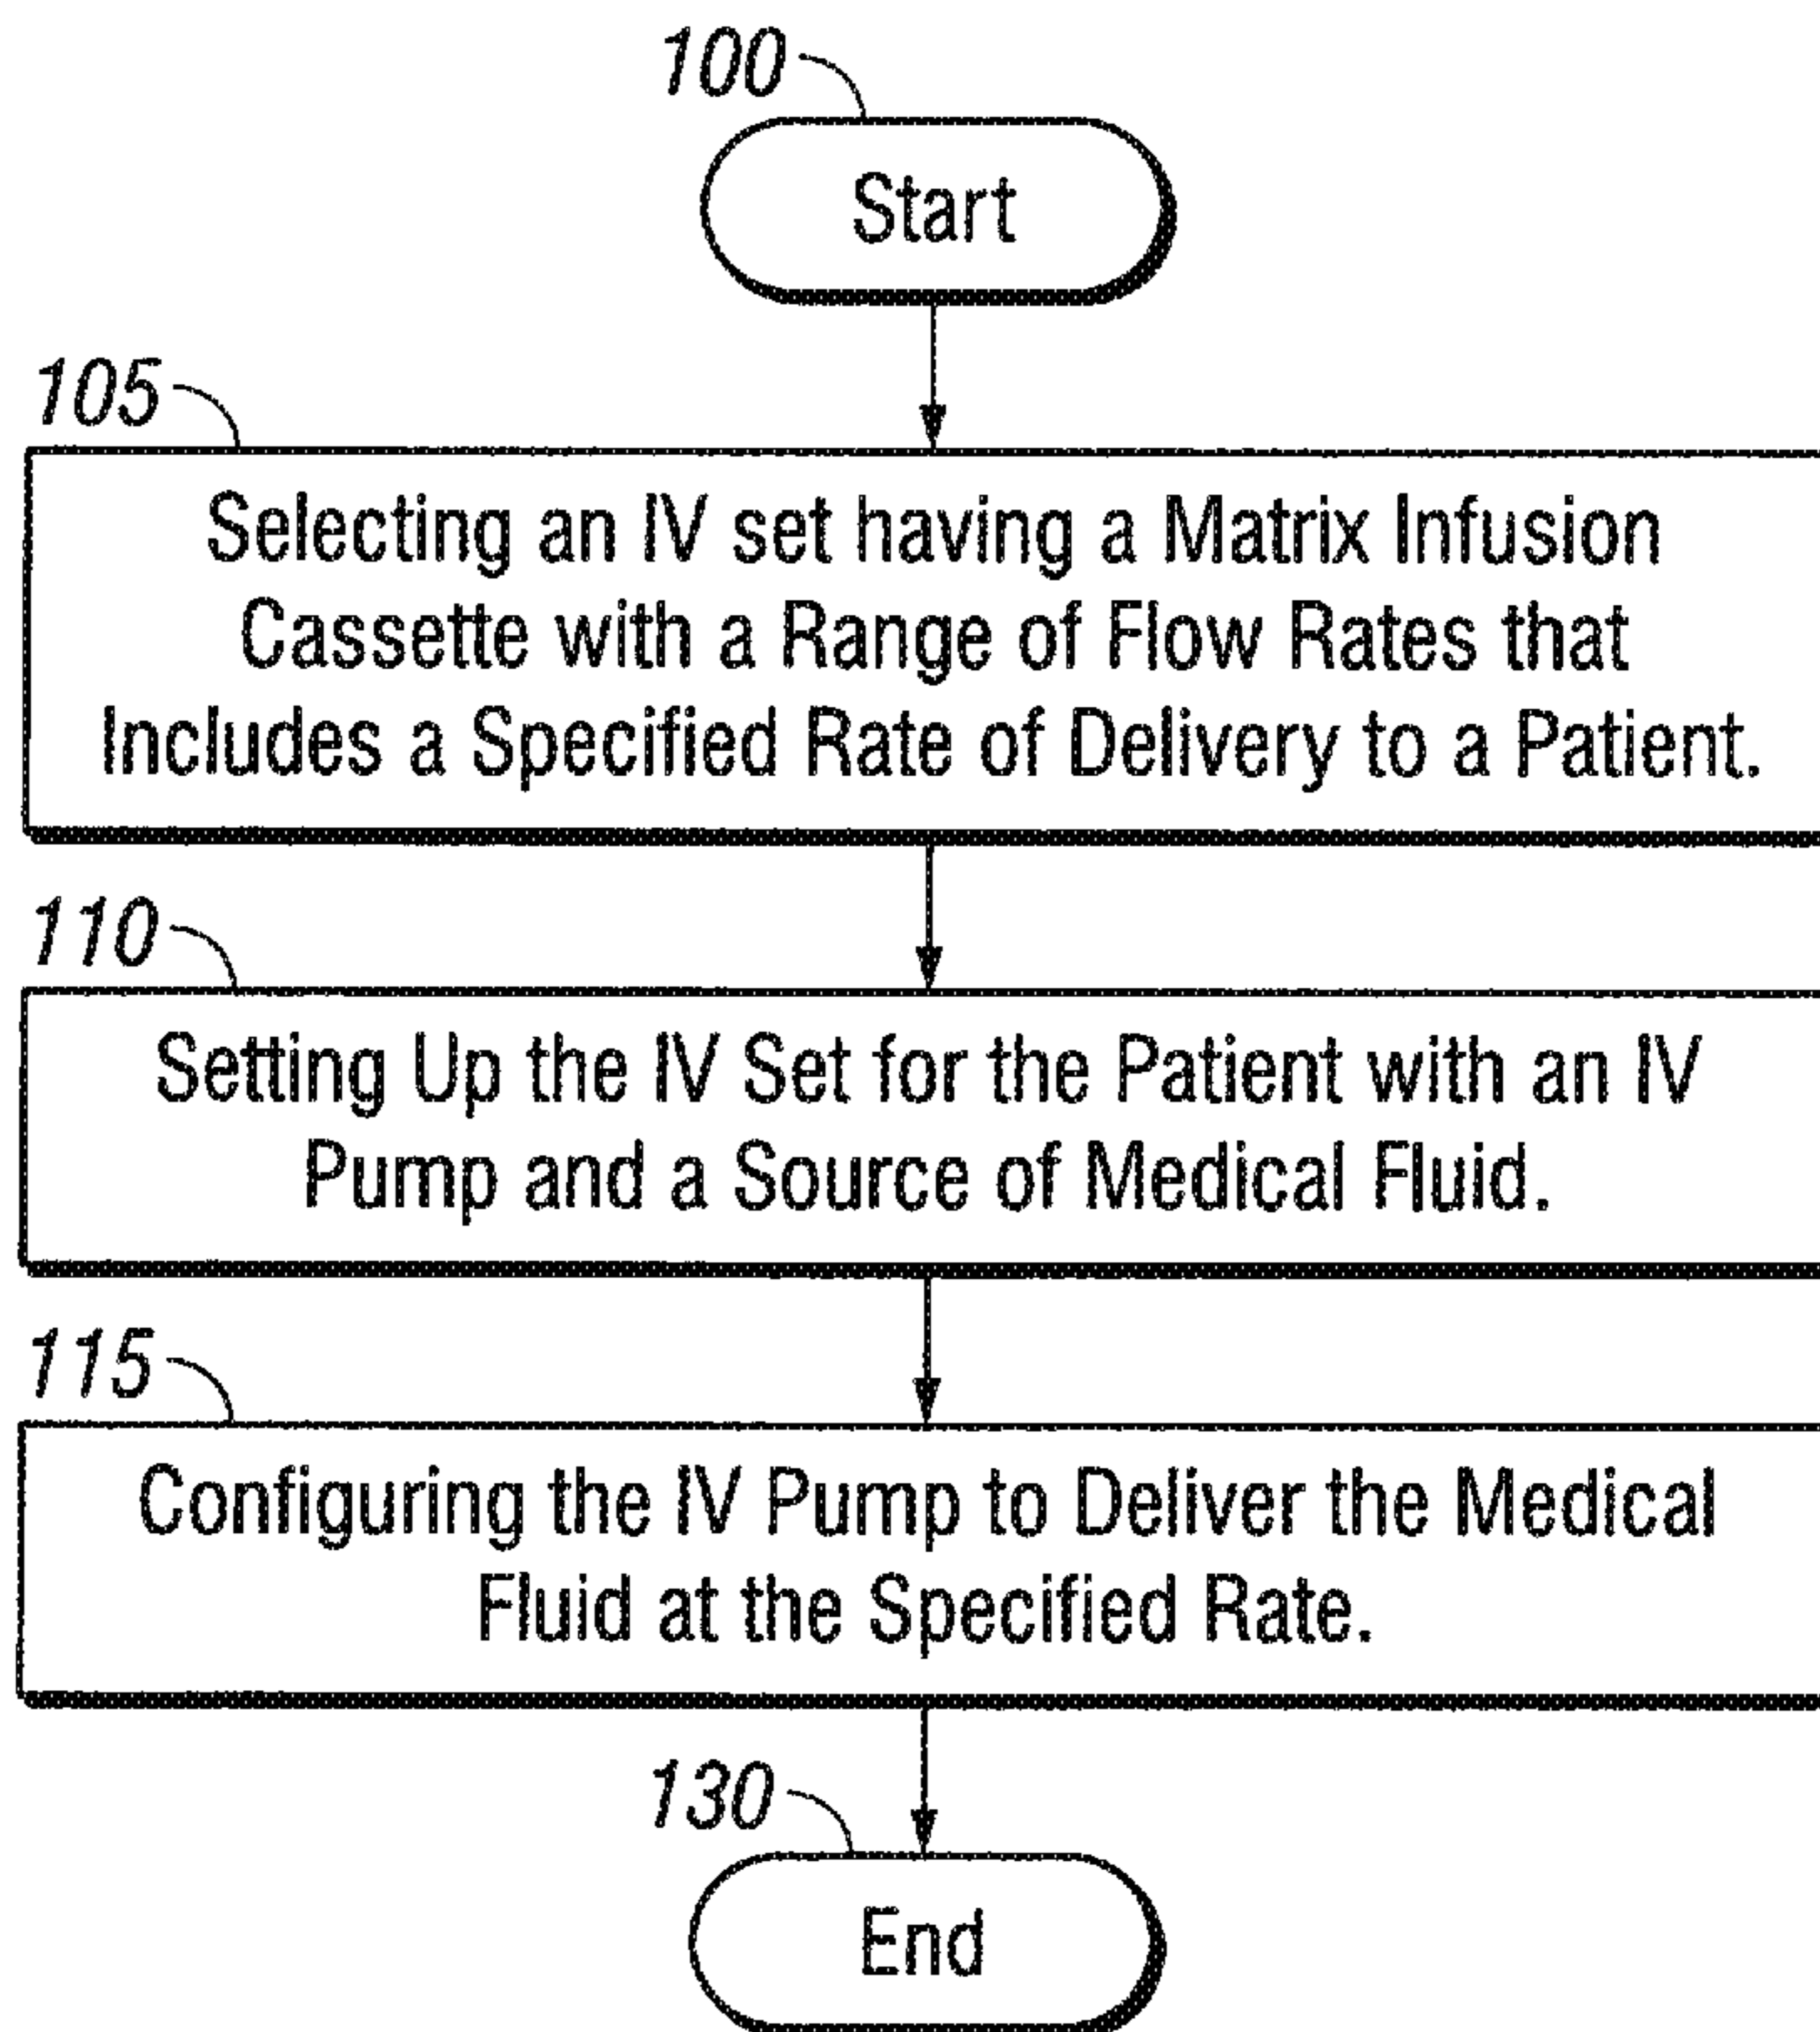 100
Start
105
Selecting an IV set having a Matrix Infusion
Cassette with a Range of Flow Rates that
Includes a Specified Rate of Delivery to a Patient.
110
Setting Up the IV Set for the Patient with an IV
Pump and a Source of Medical Fluid.
115
Configuring the IV Pump to Deliver the Medical
Fluid at the Specified Rate.
130
End